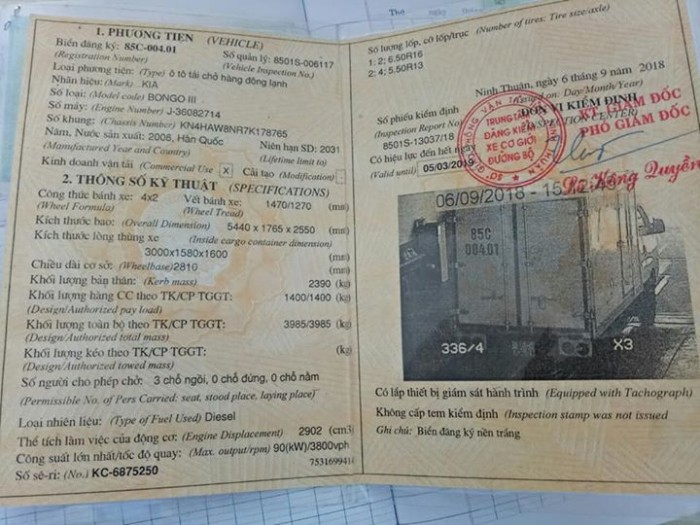 1. PHƯƠNG TIỆN (VEHICLE)
Biển đăng ký: 85C-004.01 Số quản lý: 8501S-006117
(Registration Number) (Vehicle Inspection No.)
Loại phương tiện: (Type) ô tô tải chở hàng đông lạnh
Nhãn hiệu: (Mark) KIA
Số loại: (Model code) BONGO III
Số máy: (Engine Number) J-36082714
Số khung: (Chassis Number) KN4HAW8NR7K178765
Năm, Nước sản xuất: 2008, Hàn Quốc Niên hạn SD: 2031
(Manufactured Year and Country) (Lifetime limit to)
Kinh doanh vận tải (Commercial Use) X Cải tạo (Modification)
2. THÔNG SỐ KỸ THUẬT (SPECIFICATIONS)
Công thức bánh xe: 4x2 Vết bánh xe: 1470/1270 (mm)
(Wheel Formula) (Wheel Tread)
Kích thước bao: (Overall Dimension) 5440 x 1765 x 2550 (mm)
Kích thước lòng thùng xe (Inside cargo container dimension)
3000x1580x1600 (mm)
Chiều dài cơ sở: (Wheelbase) 2810 (mm)
Khối lượng bản thân: (Kerb mass) 2390 (kg)
Khối lượng hàng CC theo TK/CP TGGT: 1400/1400 (kg)
(Design/Authorized pay load)
Khối lượng toàn bộ theo TK/CP TGGT: 3985/3985 (kg)
(Design/Authorized total mass)
Khối lượng kéo theo TK/CP TGGT: (kg)
(Design/Authorized towed mass)
Số người cho phép chở: 3 chỗ ngồi, 0 chỗ đứng, 0 chỗ nằm
(Permissible No. of Pers Carried: seat, stood place, laying place)
Loại nhiên liệu: (Type of Fuel Used) Diesel
Thể tích làm việc của động cơ: (Engine Displacement) 2902 (cm3)
Công suất lớn nhất/tốc độ quay: (Max. output/rpm) 90(kW)/3800vph
753169941
Số sê-ri: (No.) KC-6875250
Số lượng lốp, cỡ lốp/trục (Number of tires: Tire size/axle)
1: 2; 6.50R16
2: 4; 5.50R13
Ninh Thuận, ngày 6 tháng 9 năm 2018
on: Day/Month/Year)
Số phiếu kiểm định ĐƠN VỊ KIỂM ĐỊNH
(Inspection Report No (INSPECTION CENTER)
8501S-13037/18
Có hiệu lực đến hết ngày
(Valid until) 05/03/2019
TRUNG TÂM
ĐĂNG KIỂM
XE CƠ GIỚI
ĐƯỜNG BỘ
KT. GIÁM ĐỐC
PHÓ GIÁM ĐỐC
Hồng Quyền
06/09/2018 - 15
85C
004.01
336/4 X3
Có lắp thiết bị giám sát hành trình (Equipped with Tachograph)
Không cấp tem kiểm định (Inspection stamp was not issued
Ghi chú: Biển đăng ký nền trắng